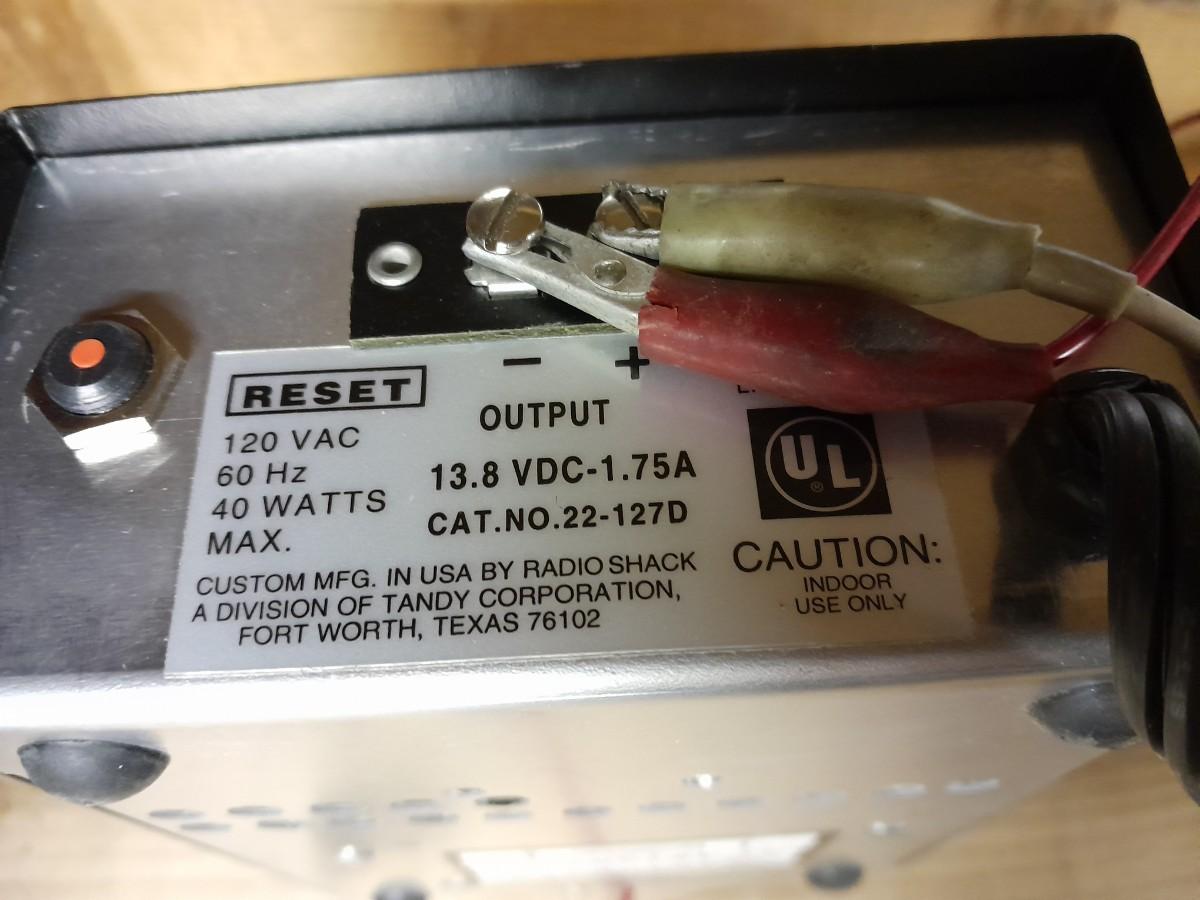 RESET
120 VAC
60 Hz
40 WATTS
MAX.
− +
OUTPUT
13.8 VDC-1.75A
CAT.NO.22-127D
CUSTOM MFG. IN USA BY RADIO SHACK
A DIVISION OF TANDY CORPORATION,
FORT WORTH, TEXAS 76102
UL
®
CAUTION:
INDOOR
USE ONLY